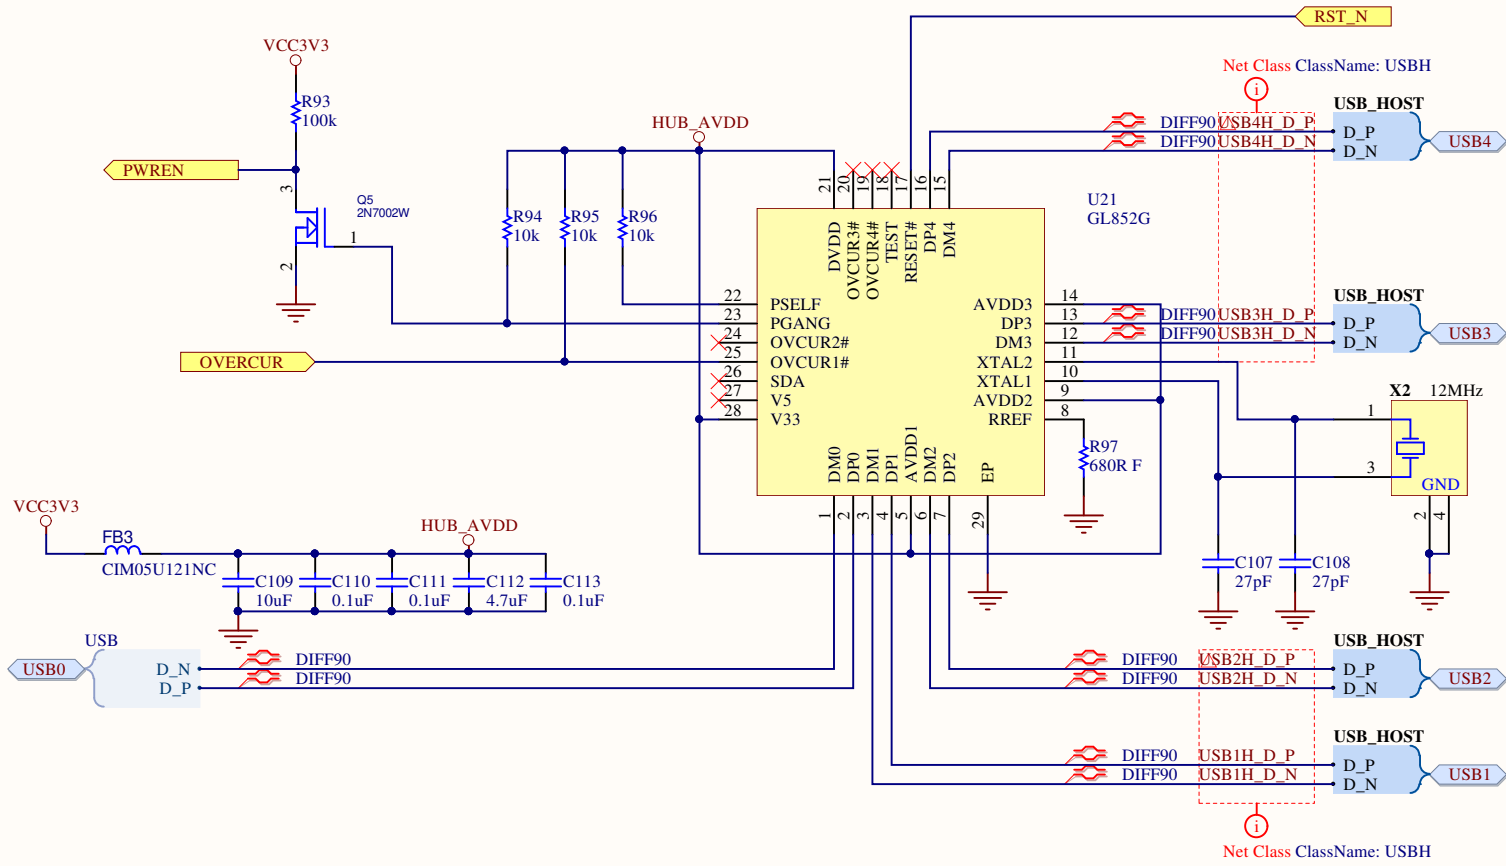 RST_N
VCC3V3
Net Class ClassName: USBH
i
R93
100k
HUB_AVDD
USB_HOST
DIFF90 USB4H_D_P
D_P
DIFF90 USB4H_D_N
D_N
USB4
PWREN
3
Q5
2N7002W
1
2
R94
10k
R95
10k
R96
10k
21
20
19
18
17
16
15
U21
GL852G
DVDD
OVCUR3#
OVCUR4#
TEST
RESET#
DP4
DM4
22 PSELF
23 PGANG
24 OVCUR2#
25 OVCUR1#
26 SDA
27 V5
28 V33
AVDD3 14
DP3 13
DM3 12
XTAL2 11
XTAL1 10
AVDD2 9
RREF 8
DM0
DP0
DM1
DP1
AVDD1
DM2
DP2
EP
1
2
3
4
5
6
7
29
OVERCUR
USB_HOST
DIFF90 USB3H_D_P
D_P
DIFF90 USB3H_D_N
D_N
USB3
R97
680R F
X2 12MHz
1
3
GND
2
4
C107
27pF
C108
27pF
VCC3V3
FB3
CIM05U121NC
HUB_AVDD
C109
10uF
C110
0.1uF
C111
0.1uF
C112
4.7uF
C113
0.1uF
USB
USB0
D_N
D_P
DIFF90
DIFF90
USB_HOST
DIFF90 USB2H_D_P
D_P
DIFF90 USB2H_D_N
D_N
USB2
USB_HOST
DIFF90 USB1H_D_P
D_P
DIFF90 USB1H_D_N
D_N
USB1
i
Net Class ClassName: USBH